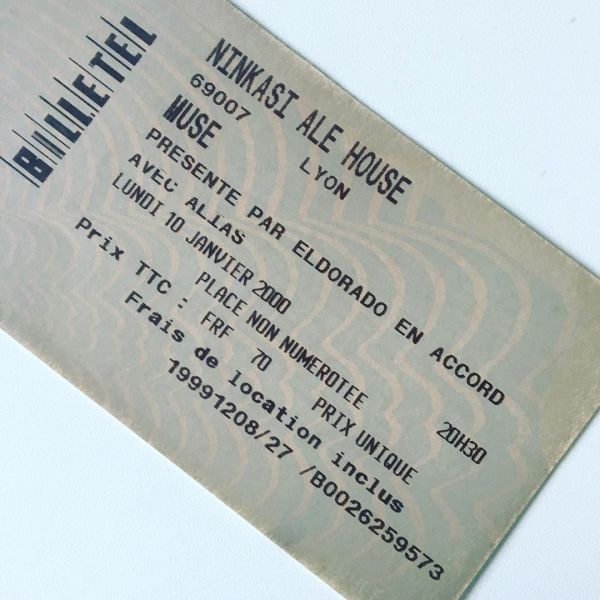 BILLETEL
NINKASI ALE HOUSE
69007 LYON
MUSE
PRESENTE PAR ELDORADO EN ACCORD
AVEC ALIAS
LUNDI 10 JANVIER 2000 20H30
PLACE NON NUMEROTEE
Prix TTC : FRF 70 PRIX UNIQUE
Frais de location inclus
19991208/27 /B0026259573